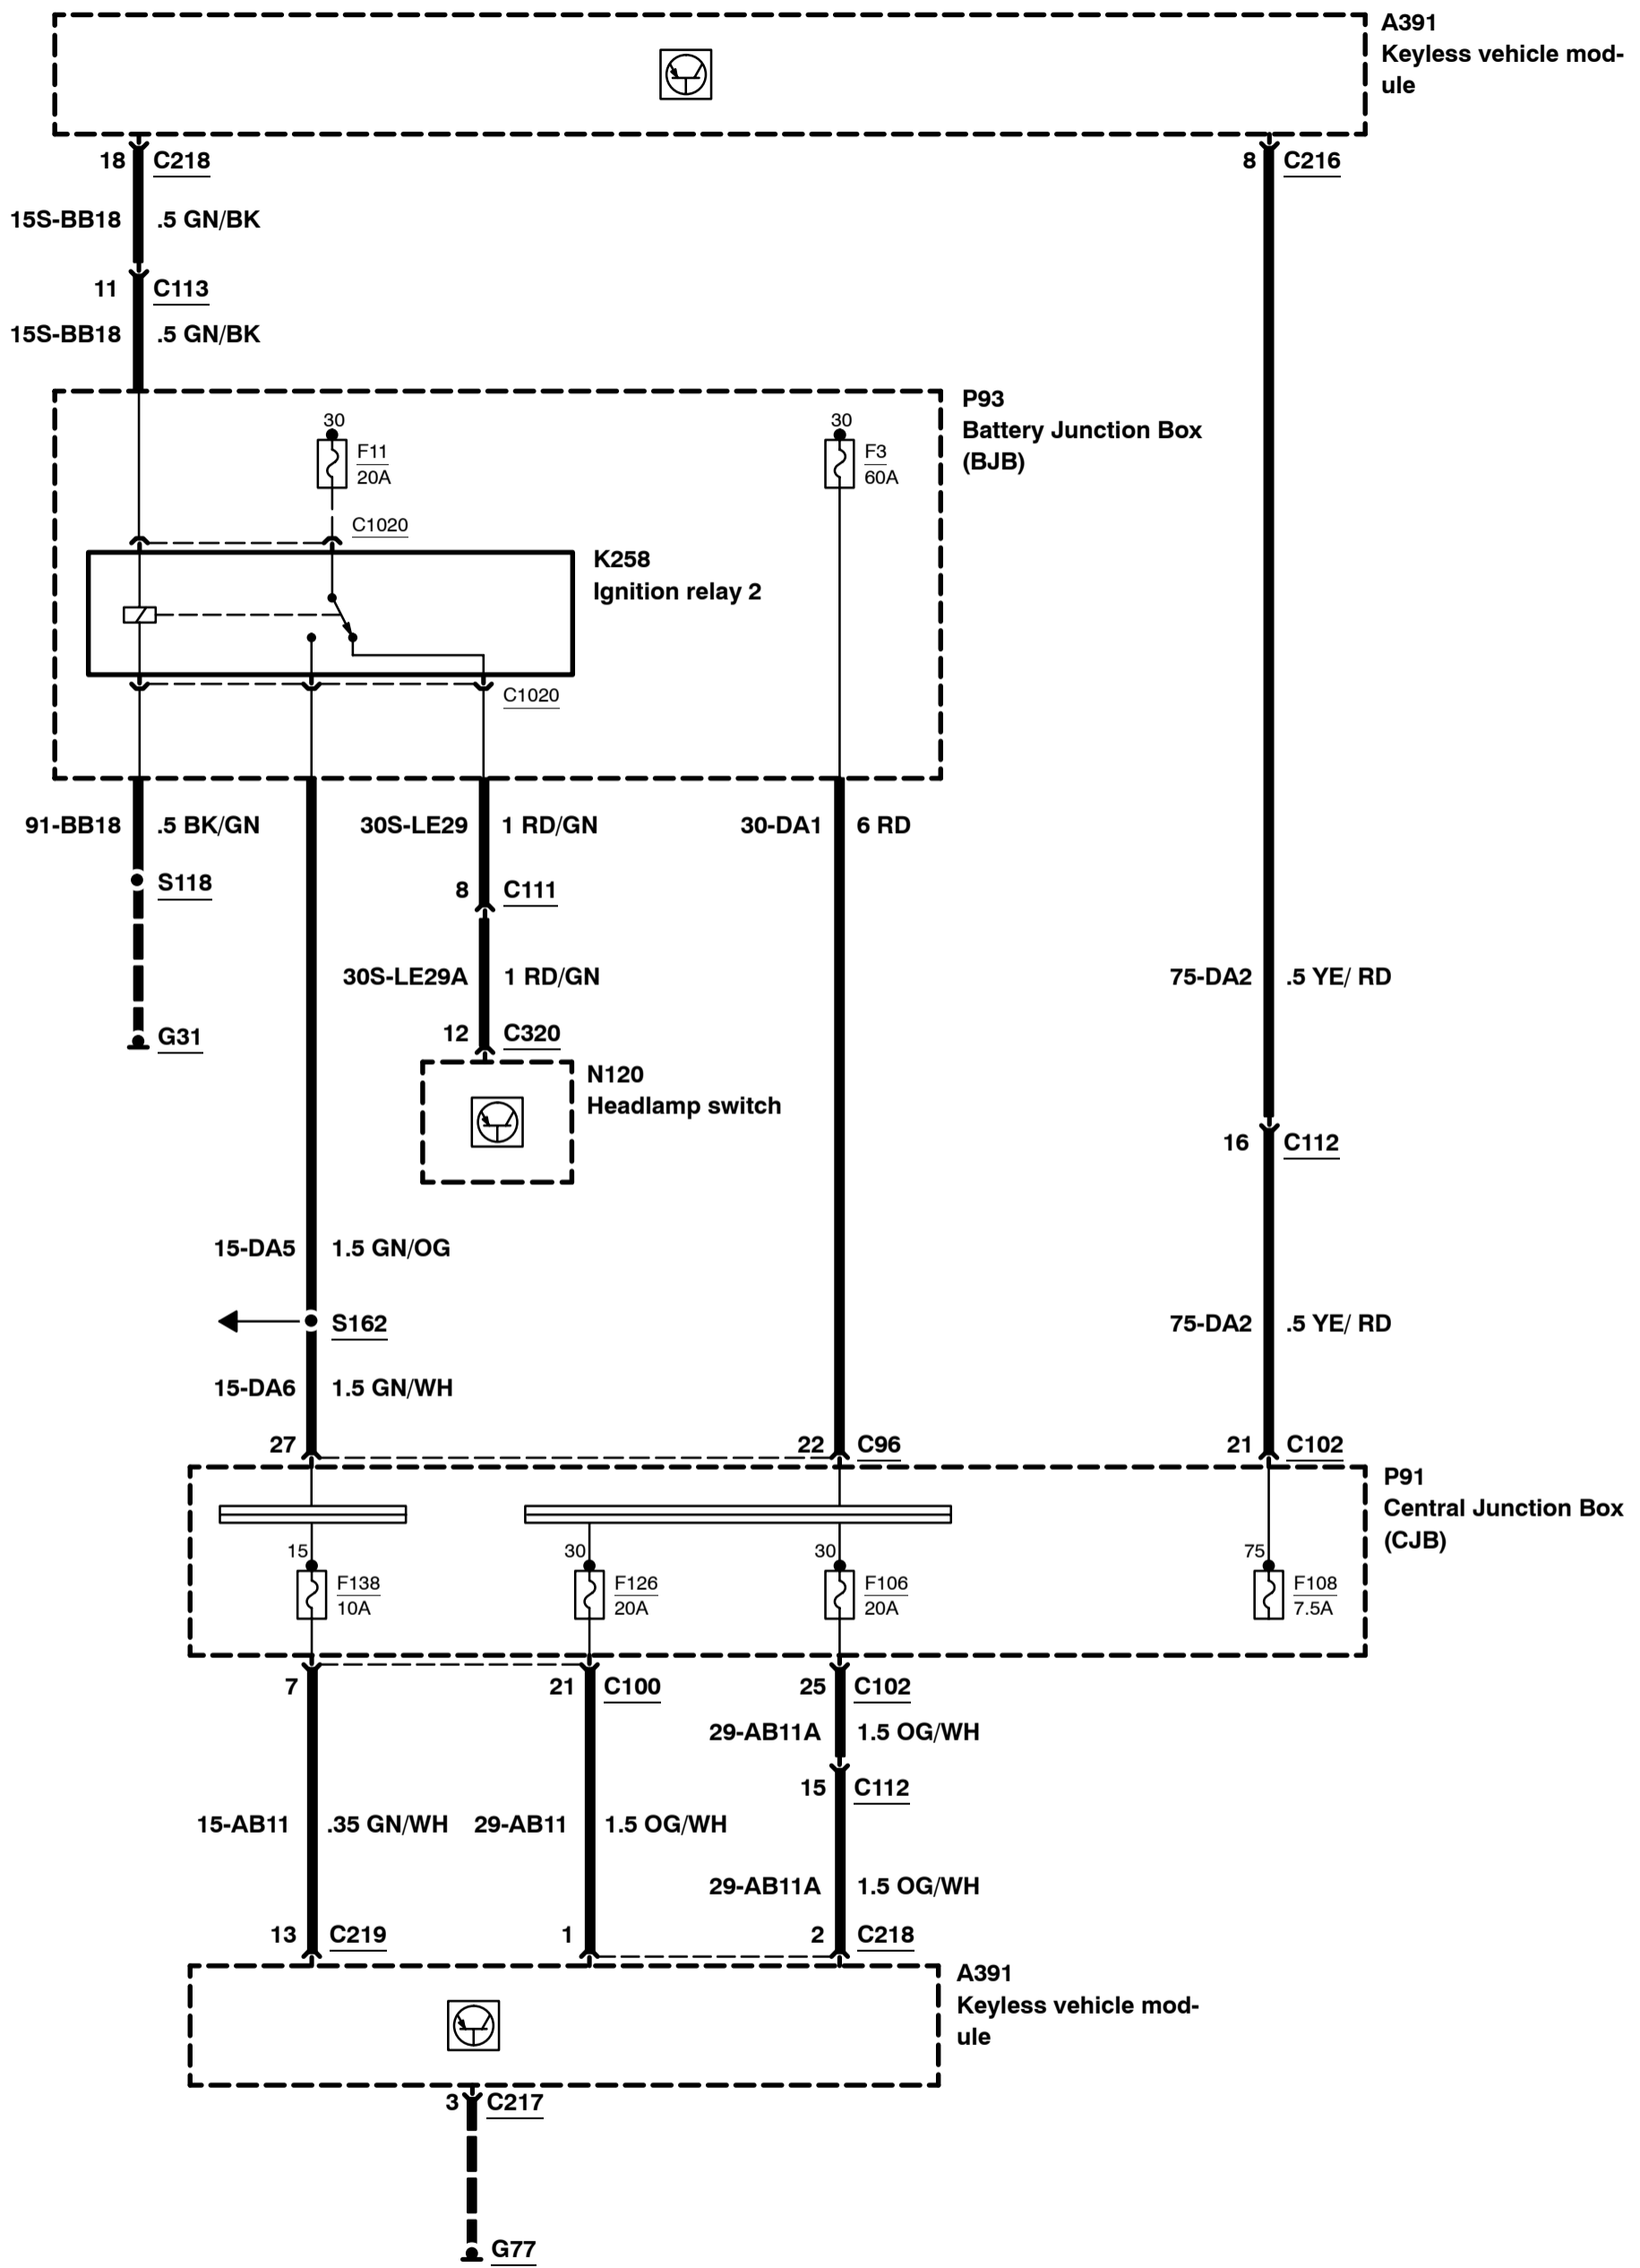 A391
Keyless vehicle mod-
ule
18 C218
8 C216
15S-BB18 .5 GN/BK
11 C113
15S-BB18 .5 GN/BK
P93
Battery Junction Box
(BJB)
30
F11
20A
30
F3
60A
C1020
K258
Ignition relay 2
C1020
91-BB18 .5 BK/GN
30S-LE29 1 RD/GN
30-DA1 6 RD
S118
8 C111
30S-LE29A 1 RD/GN
75-DA2 .5 YE/ RD
G31
12 C320
N120
Headlamp switch
16 C112
15-DA5 1.5 GN/OG
S162
75-DA2 .5 YE/ RD
15-DA6 1.5 GN/WH
27
22 C96
21 C102
P91
Central Junction Box
(CJB)
15
F138
10A
30
F126
20A
30
F106
20A
75
F108
7.5A
7
21 C100
25 C102
29-AB11A 1.5 OG/WH
15 C112
15-AB11 .35 GN/WH
29-AB11 1.5 OG/WH
29-AB11A 1.5 OG/WH
13 C219
1
2 C218
A391
Keyless vehicle mod-
ule
3 C217
G77